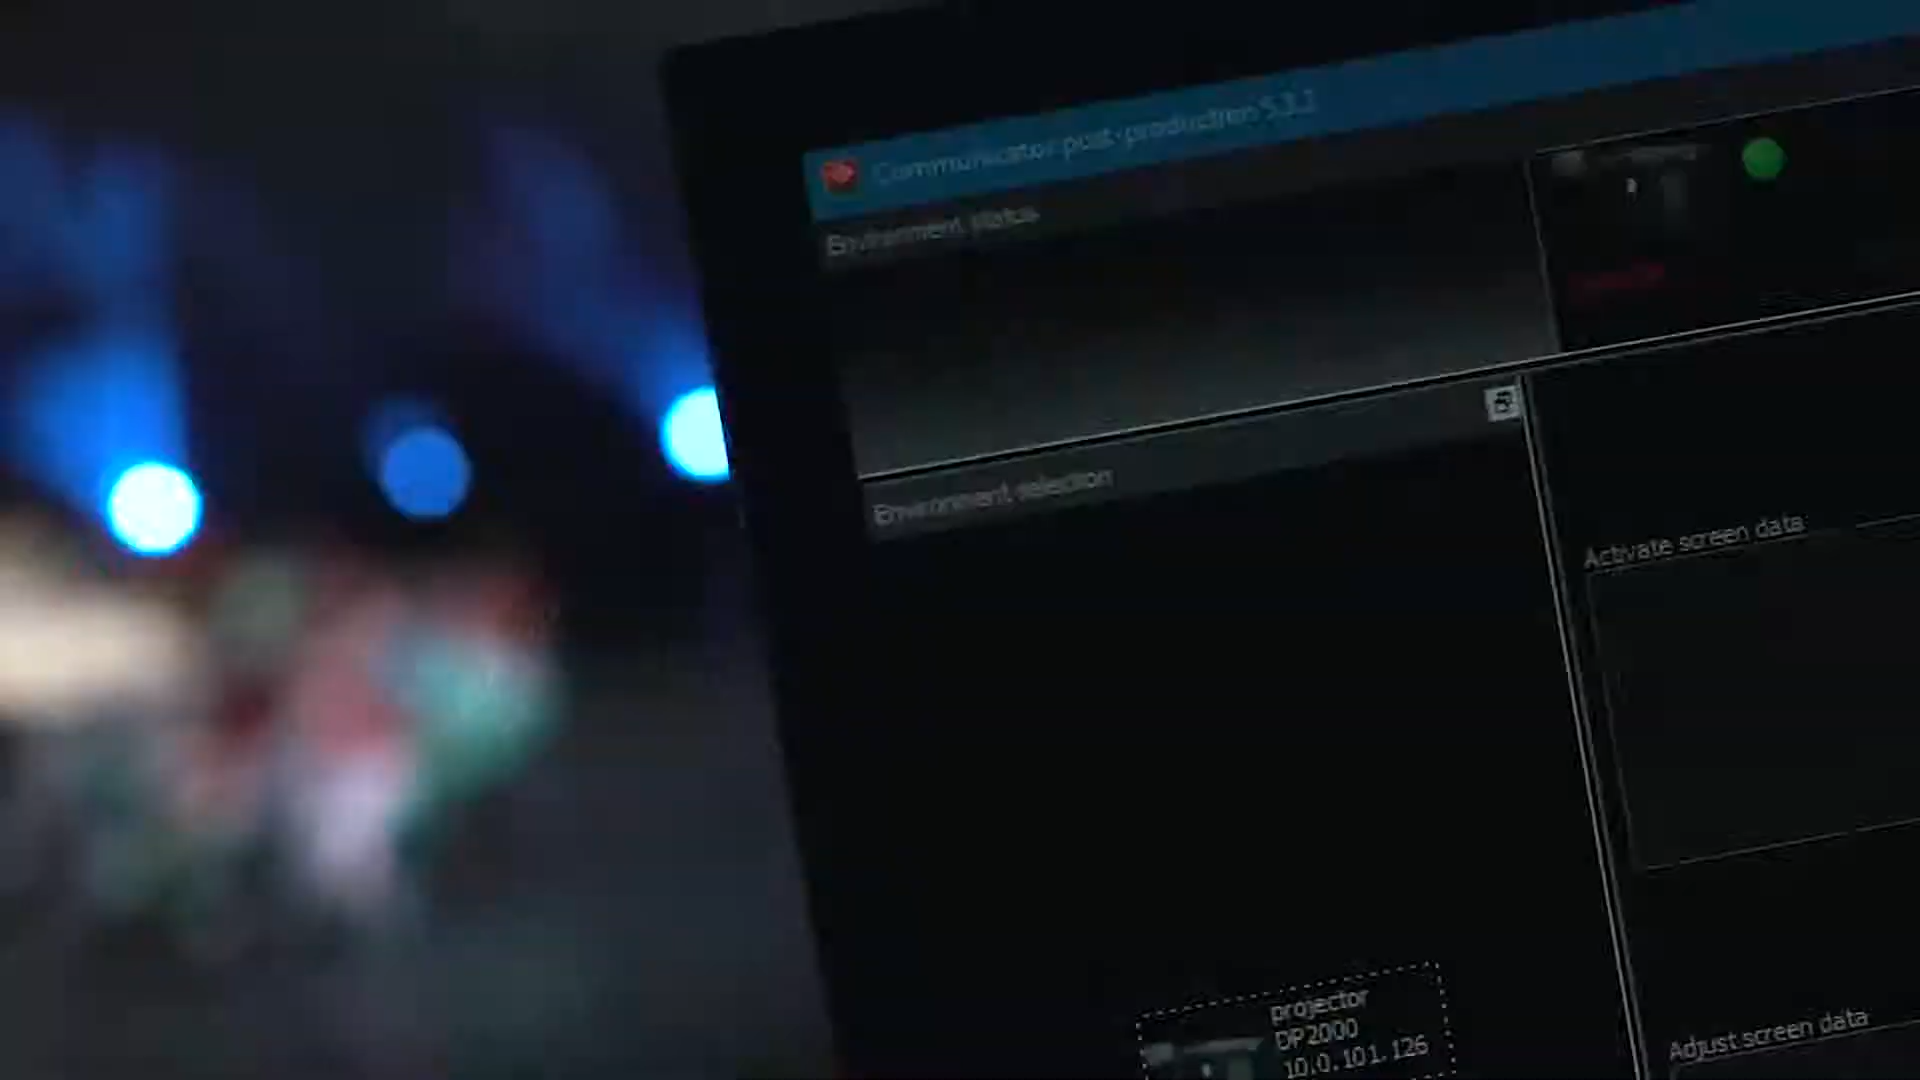 Communicator post-production 5.3.2
Environment status
Environment selection
Activate screen data
projector
DP2000
10.0.101.126
Adjust screen data